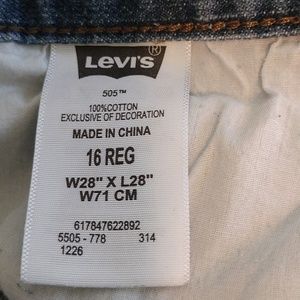 Levi's®
505™
100%COTTON
EXCLUSIVE OF DECORATION
MADE IN CHINA
16 REG
W28" X L28"
W71 CM
617847622892
5505 - 778 314
1226